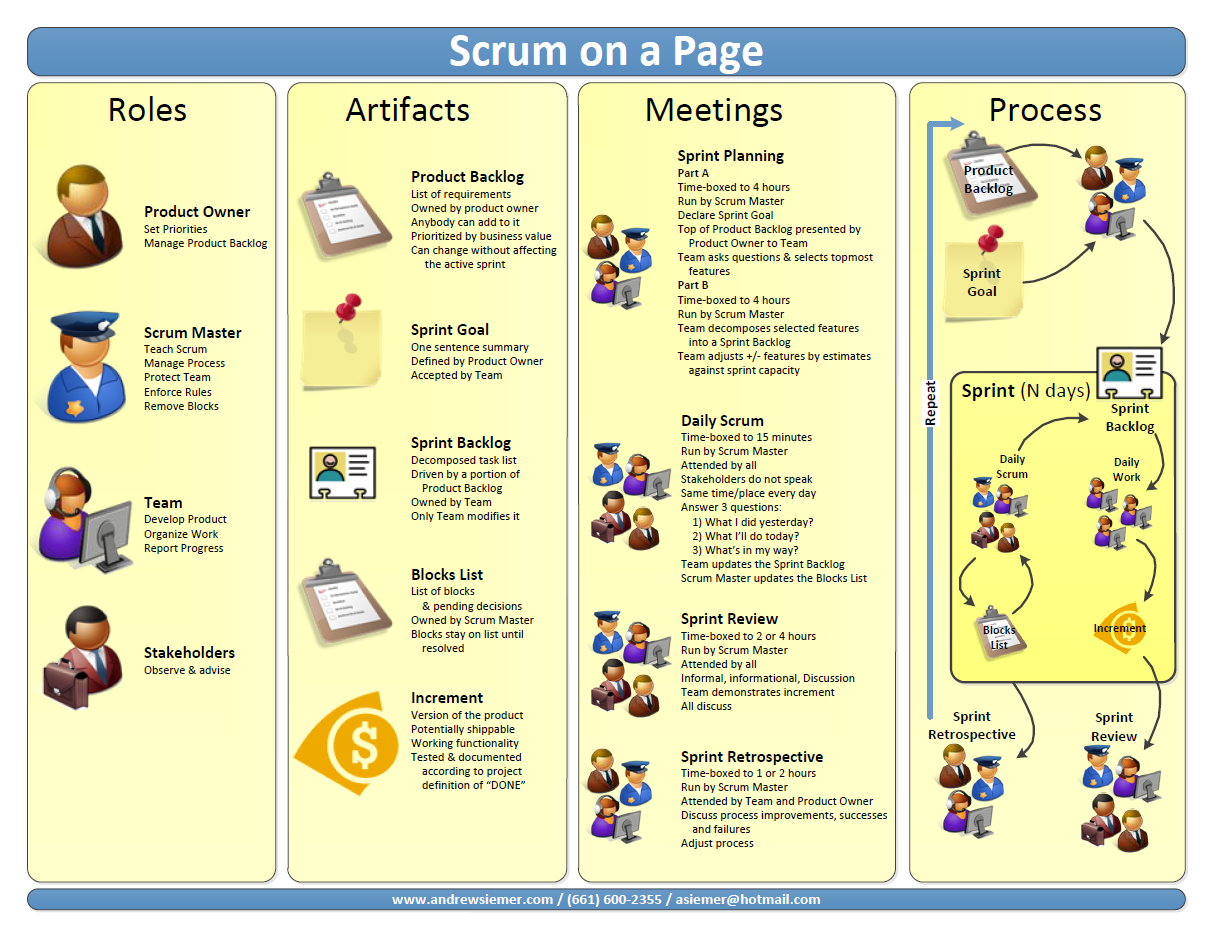 Scrum on a Page
Roles
Product Owner
Set Priorities
Manage Product Backlog
Scrum Master
Teach Scrum
Manage Process
Protect Team
Enforce Rules
Remove Blocks
Team
Develop Product
Organize Work
Report Progress
Stakeholders
Observe & advise
Artifacts
Product Backlog
List of requirements
Owned by product owner
Anybody can add to it
Prioritized by business value
Can change without affecting
the active sprint
Sprint Goal
One sentence summary
Defined by Product Owner
Accepted by Team
Sprint Backlog
Decomposed task list
Driven by a portion of
Product Backlog
Owned by Team
Only Team modifies it
Blocks List
List of blocks
& pending decisions
Owned by Scrum Master
Blocks stay on list until
resolved
Increment
Version of the product
Potentially shippable
Working functionality
Tested & documented
according to project
definition of “DONE”
Meetings
Sprint Planning
Part A
Time-boxed to 4 hours
Run by Scrum Master
Declare Sprint Goal
Top of Product Backlog presented by
Product Owner to Team
Team asks questions & selects topmost
features
Part B
Time-boxed to 4 hours
Run by Scrum Master
Team decomposes selected features
into a Sprint Backlog
Team adjusts +/- features by estimates
against sprint capacity
Daily Scrum
Time-boxed to 15 minutes
Run by Scrum Master
Attended by all
Stakeholders do not speak
Same time/place every day
Answer 3 questions:
1) What I did yesterday?
2) What I’ll do today?
3) What’s in my way?
Team updates the Sprint Backlog
Scrum Master updates the Blocks List
Sprint Review
Time-boxed to 2 or 4 hours
Run by Scrum Master
Attended by all
Informal, informational, Discussion
Team demonstrates increment
All discuss
Sprint Retrospective
Time-boxed to 1 or 2 hours
Run by Scrum Master
Attended by Team and Product Owner
Discuss process improvements, successes
and failures
Adjust process
Process
Product
Backlog
Sprint
Goal
Repeat
Sprint (N days)
Sprint
Backlog
Daily
Scrum
Daily
Work
Blocks
List
Increment
$
Sprint
Retrospective
Sprint
Review
$
www.andrewsiemer.com / (661) 600-2355 / asiemer@hotmail.com